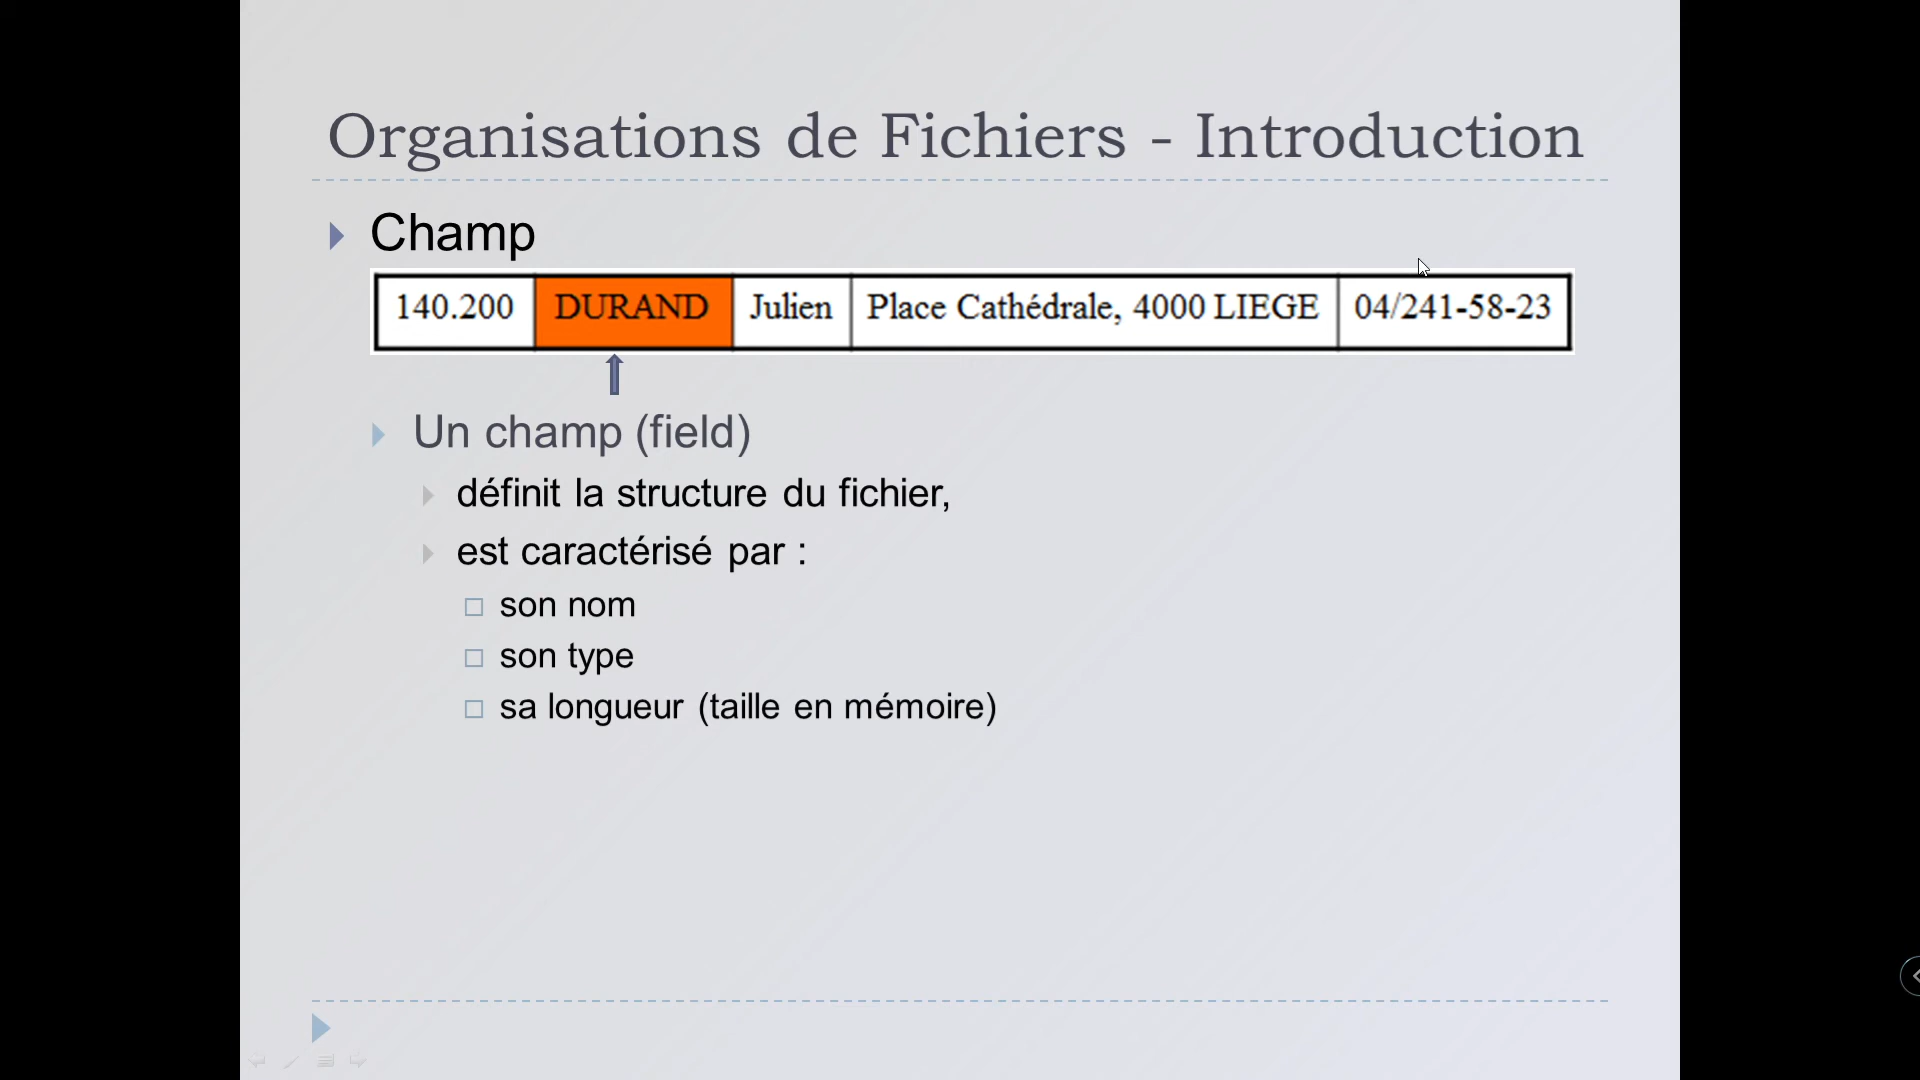 Organisations de Fichiers - Introduction
Champ
140.200 DURAND Julien Place Cathédrale, 4000 LIEGE 04/241-58-23
Un champ (field)
définit la structure du fichier,
est caractérisé par :
son nom
son type
sa longueur (taille en mémoire)